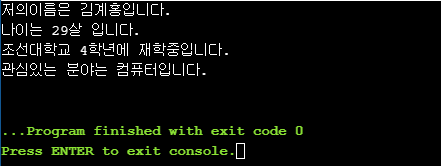 저의이름은 김계홍입니다.
나이는 29살 입니다.
조선대학교 4학년에 재학중입니다.
관심있는 분야는 컴퓨터입니다.
...Program finished with exit code 0
Press ENTER to exit console.